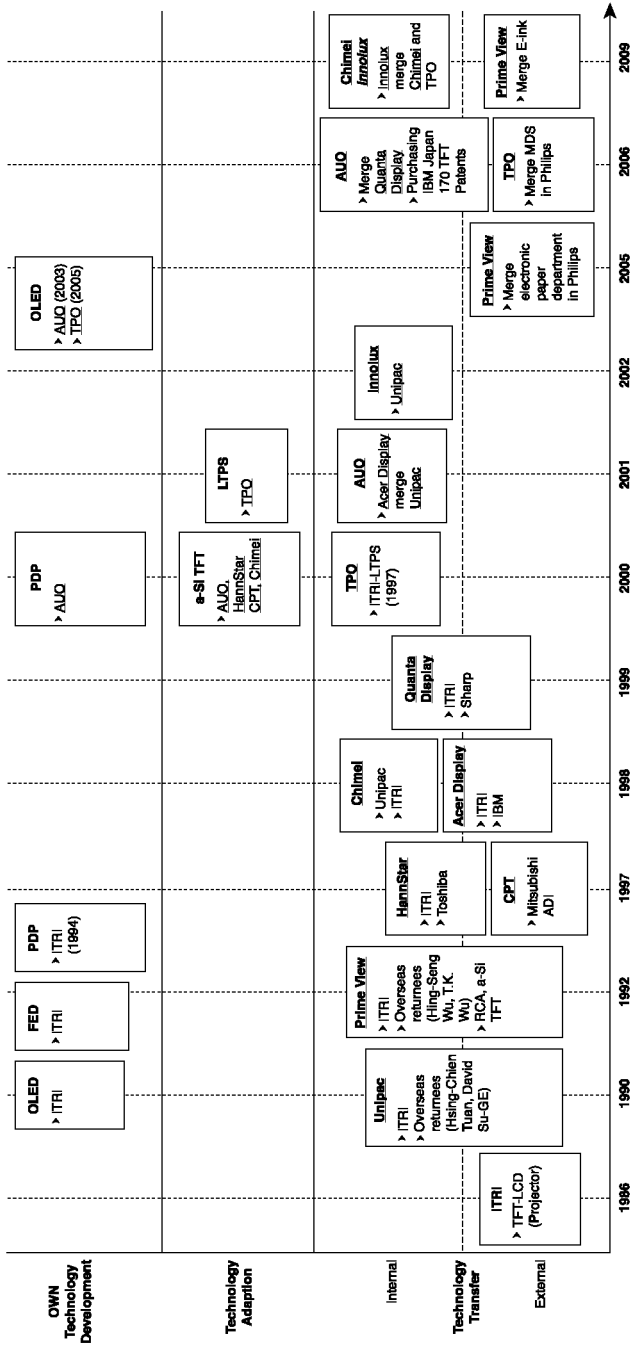 OWN
Technology
Development
OLED
➤ ITRI
FED
➤ ITRI
PDP
➤ ITRI
(1994)
PDP
➤ AUO
OLED
➤ AUO (2003)
➤ TPO (2005)
Technology
Adaption
a-Si TFT
➤ AUO,
HannStar
CPT, Chimei
LTPS
➤ TPO
Internal
Technology
Transfer
External
ITRI
➤ TFT-LCD
(Projector)
Unipac
➤ ITRI
➤ Overseas
returnees
(Hsing-Chien
Tuan, David
Su-GE)
Prime View
➤ ITRI
➤ Overseas
returnees
(Hing-Seng
Wu, T.K.
Wu)
➤ RCA, a-Si
TFT
HannStar
➤ ITRI
➤ Toshiba
CPT
➤ Mitsubishi
ADI
Chimei
➤ Unipac
➤ ITRI
Acer Display
➤ ITRI
➤ IBM
Quanta
Display
➤ ITRI
➤ Sharp
TPO
➤ ITRI-LTPS
(1997)
AUO
➤ Acer Display
merge
Unipac
Innolux
➤ Unipac
Prime View
➤ Merge
electronic
paper
department
in Philips
AUO
➤ Merge
Quanta
Display
➤ Purchasing
IBM Japan
170 TFT
Patents
TPO
➤ Merge MDS
in Philips
Chimei
Innolux
➤ Innolux
merge
Chimei and
TPO
Prime View
➤ Merge E-ink
1986
1990
1992
1997
1998
1999
2000
2001
2002
2005
2006
2009